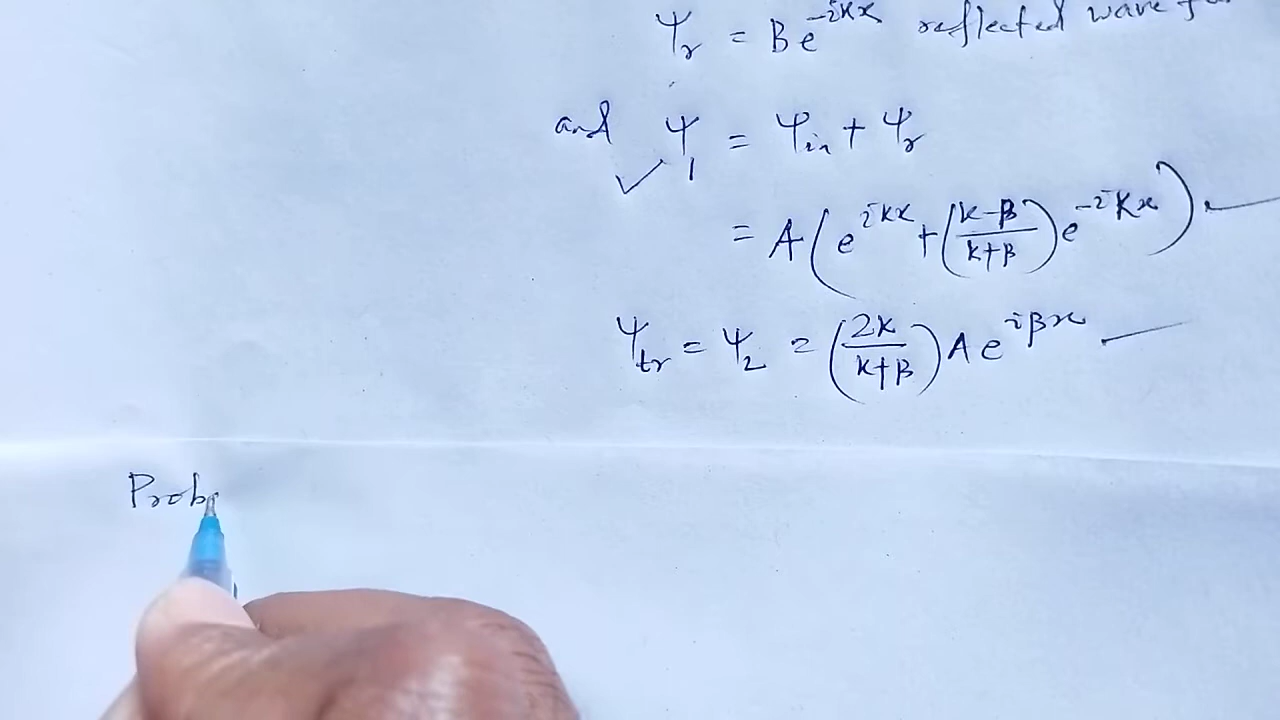 Ψr = Be^{-ikx} reflected wave
and Ψ1 = Ψin + Ψr
= A(e^{ikx} + (k-β/k+β)e^{-ikx})
Ψtr = Ψ2 = (2k/k+β)Ae^{iβx}
Prob